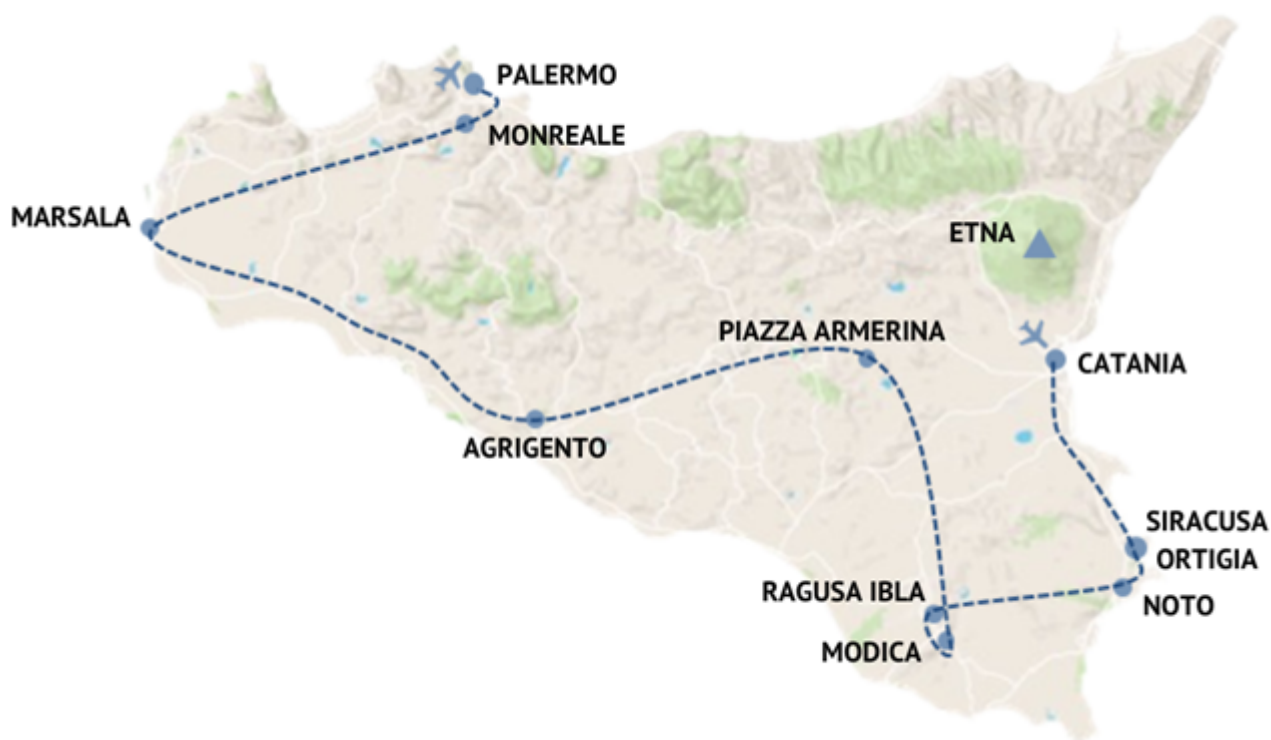 PALERMO
MONREALE
MARSALA
ETNA
PIAZZA ARMERINA
CATANIA
AGRIGENTO
SIRACUSA
ORTIGIA
RAGUSA IBLA
NOTO
MODICA